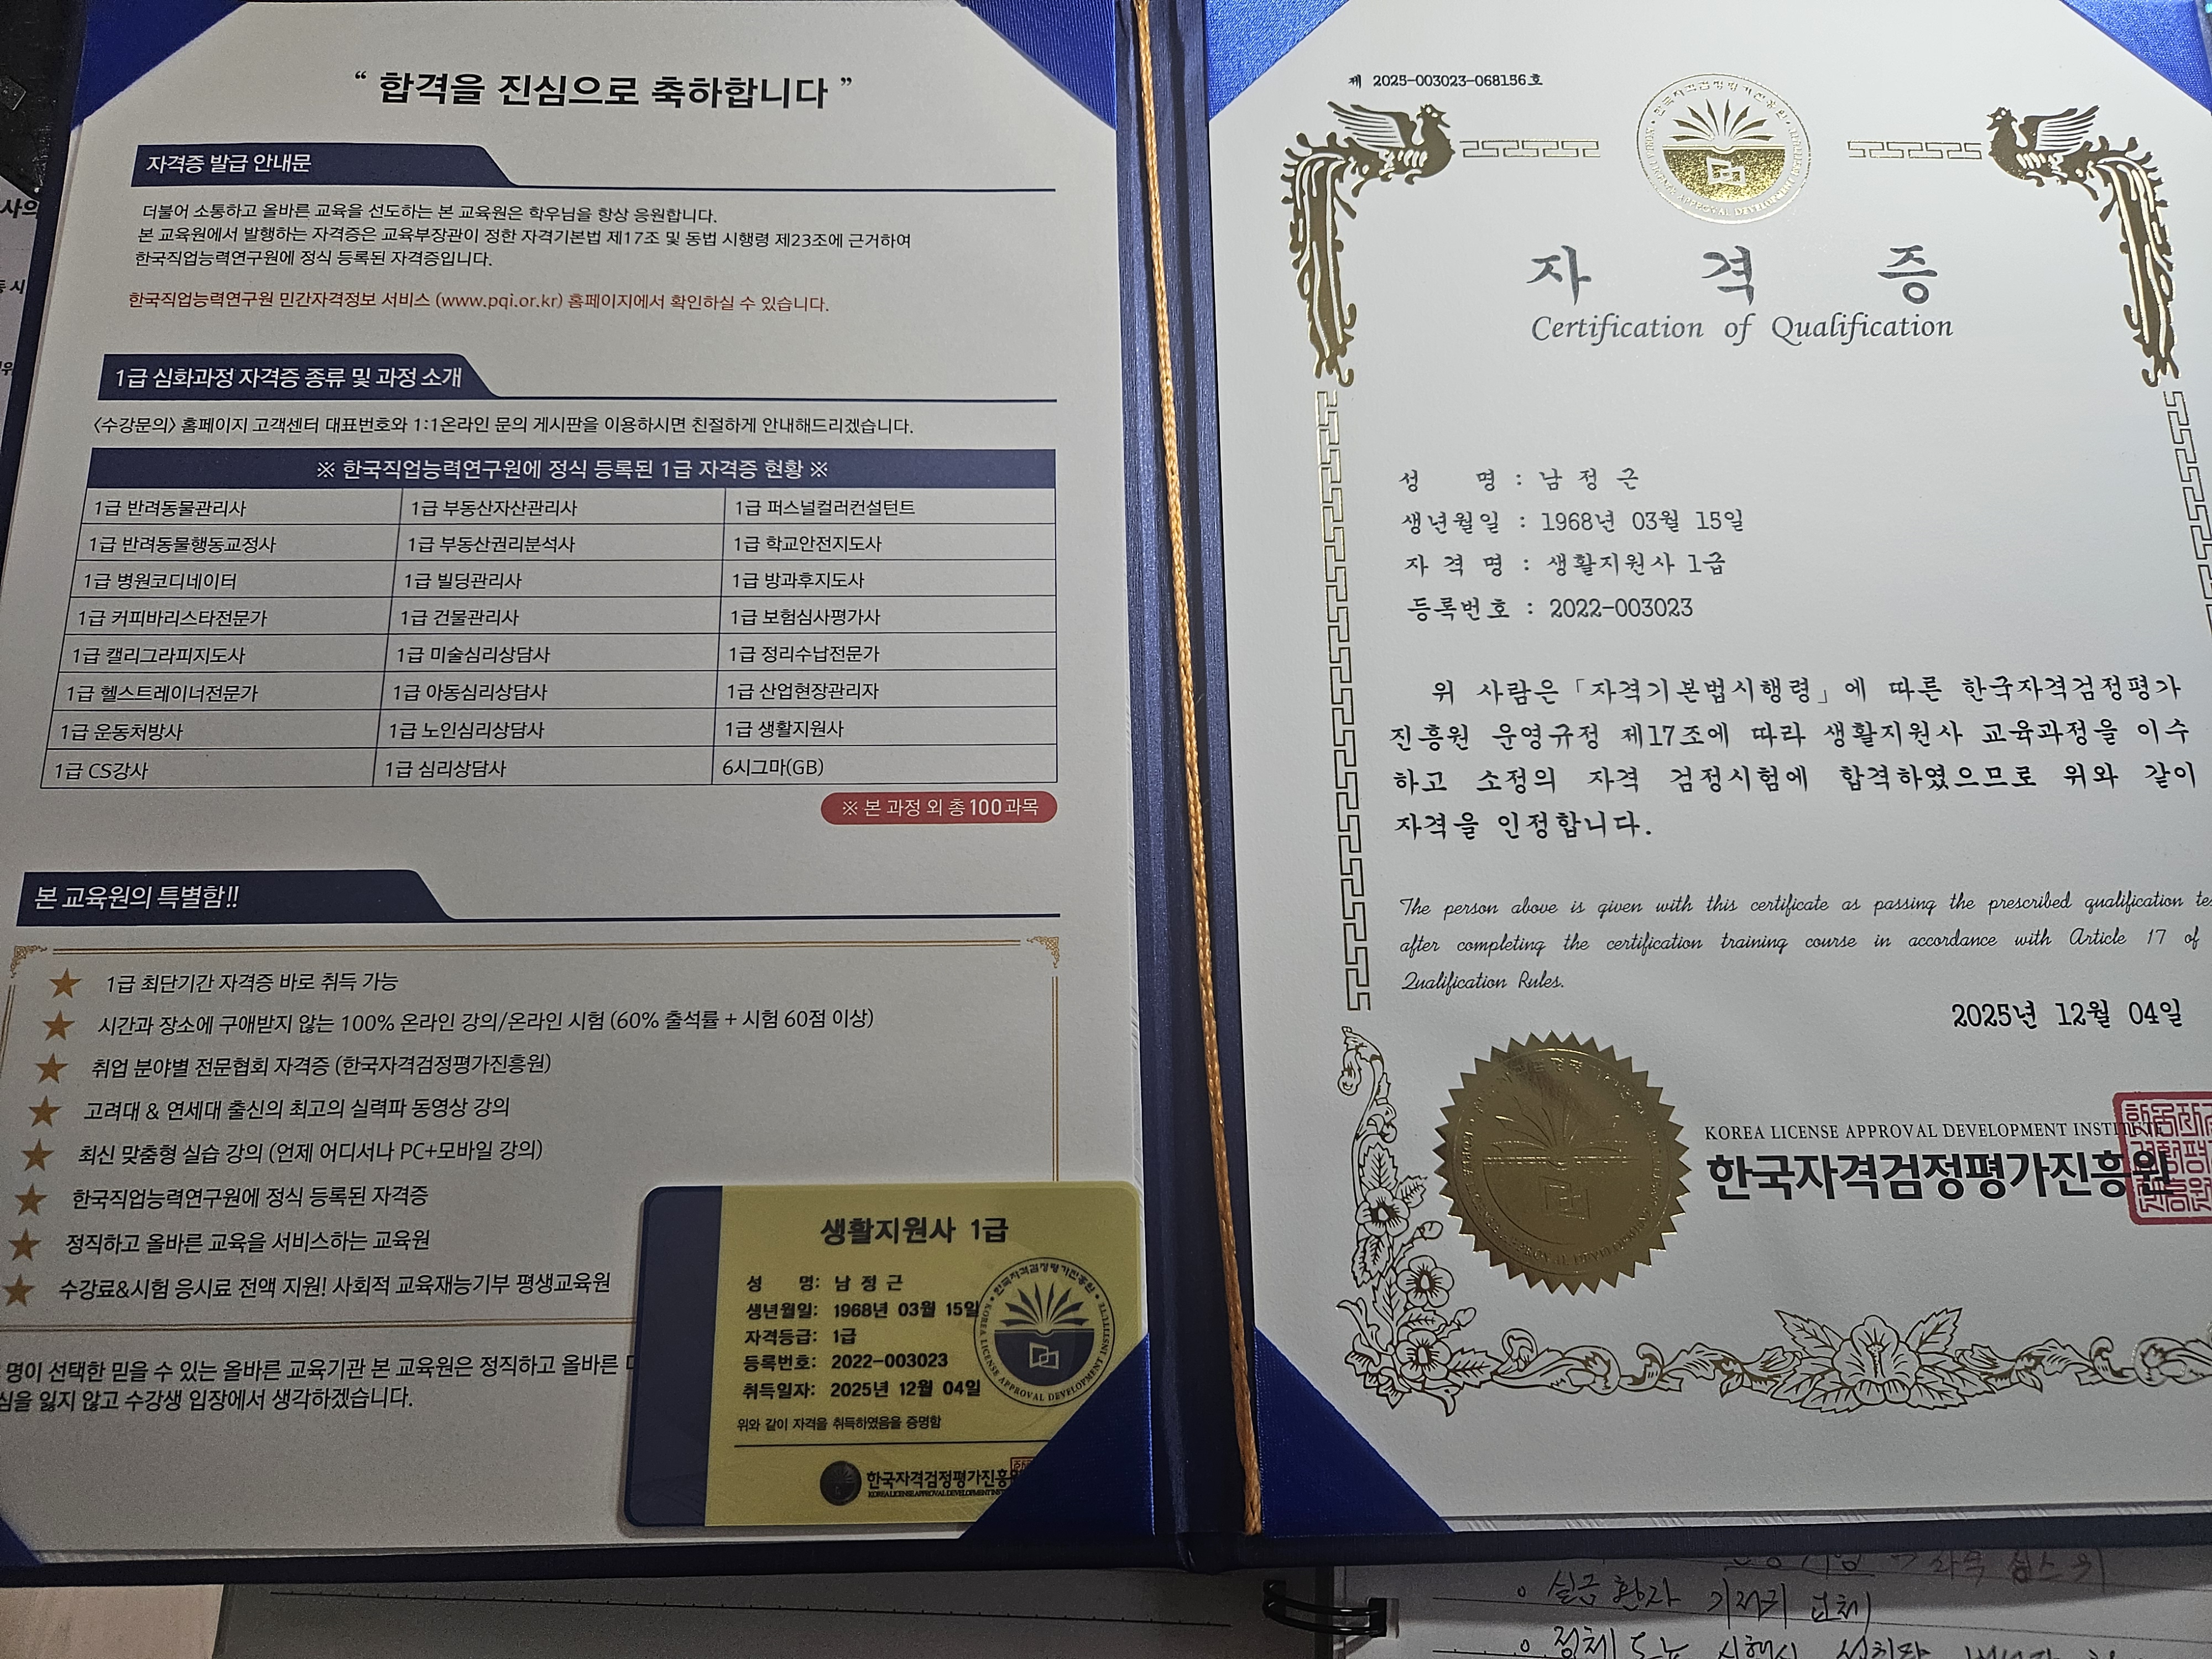 “ 합격을 진심으로 축하합니다 ”
자격증 발급 안내문
더불어 소통하고 올바른 교육을 선도하는 본 교육원은 학우님을 항상 응원합니다.
본 교육원에서 발행하는 자격증은 교육부장관이 정한 자격기본법 제17조 및 동법 시행령 제23조에 근거하여
한국직업능력연구원에 정식 등록된 자격증입니다.
한국직업능력연구원 민간자격정보 서비스 (www.pqi.or.kr) 홈페이지에서 확인하실 수 있습니다.
1급 심화과정 자격증 종류 및 과정 소개
<수강문의> 홈페이지 고객센터 대표번호와 1:1온라인 문의 게시판을 이용하시면 친절하게 안내해드리겠습니다.
※ 한국직업능력연구원에 정식 등록된 1급 자격증 현황 ※
1급 반려동물관리사 1급 부동산자산관리사 1급 퍼스널컬러컨설턴트
1급 반려동물행동교정사 1급 부동산권리분석사 1급 학교안전지도사
1급 병원코디네이터 1급 빌딩관리사 1급 방과후지도사
1급 커피바리스타전문가 1급 건물관리사 1급 보험심사평가사
1급 캘리그라피지도사 1급 미술심리상담사 1급 정리수납전문가
1급 헬스트레이너전문가 1급 아동심리상담사 1급 산업현장관리자
1급 운동처방사 1급 노인심리상담사 1급 생활지원사
1급 CS강사 1급 심리상담사 6시그마(GB)
※ 본 과정 외 총 100과목
본 교육원의 특별함!!
1급 최단기간 자격증 바로 취득 가능
시간과 장소에 구애받지 않는 100% 온라인 강의/온라인 시험 (60% 출석률 + 시험 60점 이상)
취업 분야별 전문협회 자격증 (한국자격검정평가진흥원)
고려대 & 연세대 출신의 최고의 실력파 동영상 강의
최신 맞춤형 실습 강의 (언제 어디서나 PC+모바일 강의)
한국직업능력연구원에 정식 등록된 자격증
정직하고 올바른 교육을 서비스하는 교육원
수강료&시험 응시료 전액 지원! 사회적 교육재능기부 평생교육원
명이 선택한 믿을 수 있는 올바른 교육기관 본 교육원은 정직하고 올바른
심을 잃지 않고 수강생 입장에서 생각하겠습니다.
생활지원사 1급
성 명: 남 정 근
생년월일: 1968년 03월 15일
자격등급: 1급
등록번호: 2022-003023
취득일자: 2025년 12월 04일
위와 같이 자격을 취득하였음을 증명함
한국자격검정평가진흥원
KOREA LICENSE APPROVAL DEVELOPMENT
한국자격검정평가진흥원
KOREA LICENSE APPROVAL DEVELOPMENT INSTITUTE
제 2025-003023-068156호
자 격 증
Certification of Qualification
성 명 : 남 정 근
생년월일 : 1968년 03월 15일
자 격 명 : 생활지원사 1급
등록번호 : 2022-003023
위 사람은 「자격기본법시행령」에 따른 한국자격검정평가
진흥원 운영규정 제17조에 따라 생활지원사 교육과정을 이수
하고 소정의 자격 검정시험에 합격하였으므로 위와 같이
자격을 인정합니다.
The person above is given with this certificate as passing the prescribed qualification
after completing the certification training course in accordance with Article 17 of
Qualification Rules.
2025년 12월 04일
KOREA LICENSE APPROVAL DEVELOPMENT INSTITUTE
한국자격검정평가진흥원
실금 환자 기저귀 교체